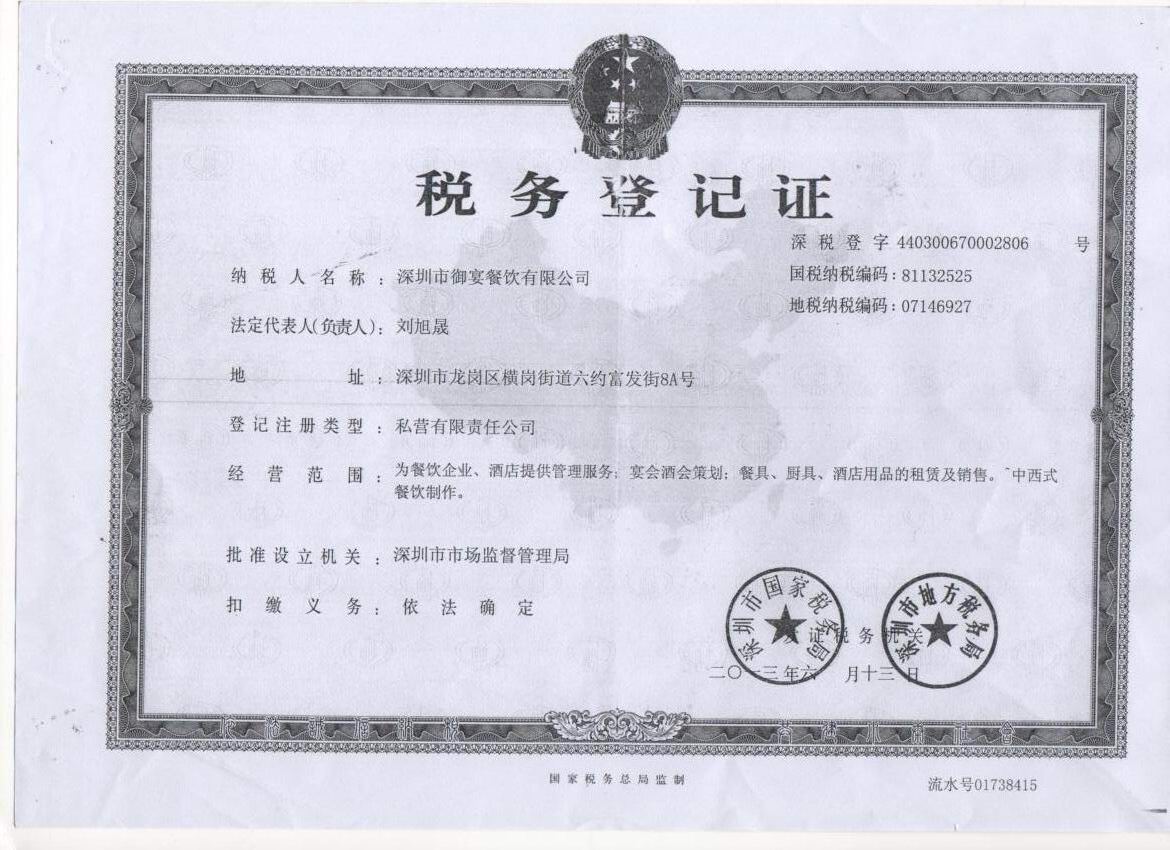 税务登记证
深税登字 440300670002806 号
国税纳税编码：81132525
地税纳税编码：07146927
纳税人名称：深圳市御宴餐饮有限公司
法定代表人(负责人)：刘旭晟
地址：深圳市龙岗区横岗街道六约富发街8A号
登记注册类型：私营有限责任公司
经营范围：为餐饮企业、酒店提供管理服务；宴会酒会策划；餐具、厨具、酒店用品的租赁及销售。^中西式
餐饮制作。
批准设立机关：深圳市市场监督管理局
扣缴义务：依法确定
深圳市国家税务局
深圳市地方税务局
发证税务机关
二〇一三年六月十三日
国家税务总局监制
流水号01738415